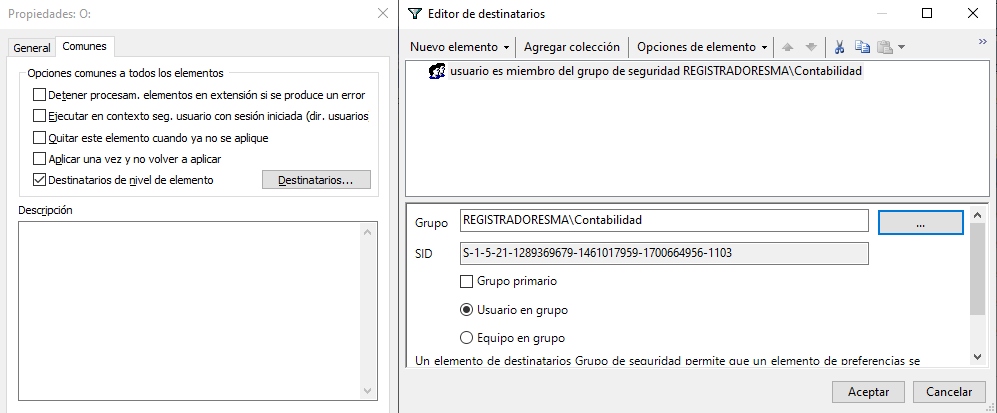 Propiedades: O:
General
Comunes
Opciones comunes a todos los elementos
Detener procesam. elementos en extensión si se produce un error
Ejecutar en contexto seg. usuario con sesión iniciada (dir. usuarios
Quitar este elemento cuando ya no se aplique
Aplicar una vez y no volver a aplicar
Destinatarios de nivel de elemento
Destinatarios...
Descripción
Editor de destinatarios
Nuevo elemento
Agregar colección
Opciones de elemento
usuario es miembro del grupo de seguridad REGISTRADORESMA\Contabilidad
Grupo
REGISTRADORESMA\Contabilidad
...
SID
S-1-5-21-1289369679-1461017959-1700664956-1103
Grupo primario
Usuario en grupo
Equipo en grupo
Un elemento de destinatarios Grupo de seguridad permite que un elemento de preferencias se
Aceptar
Cancelar